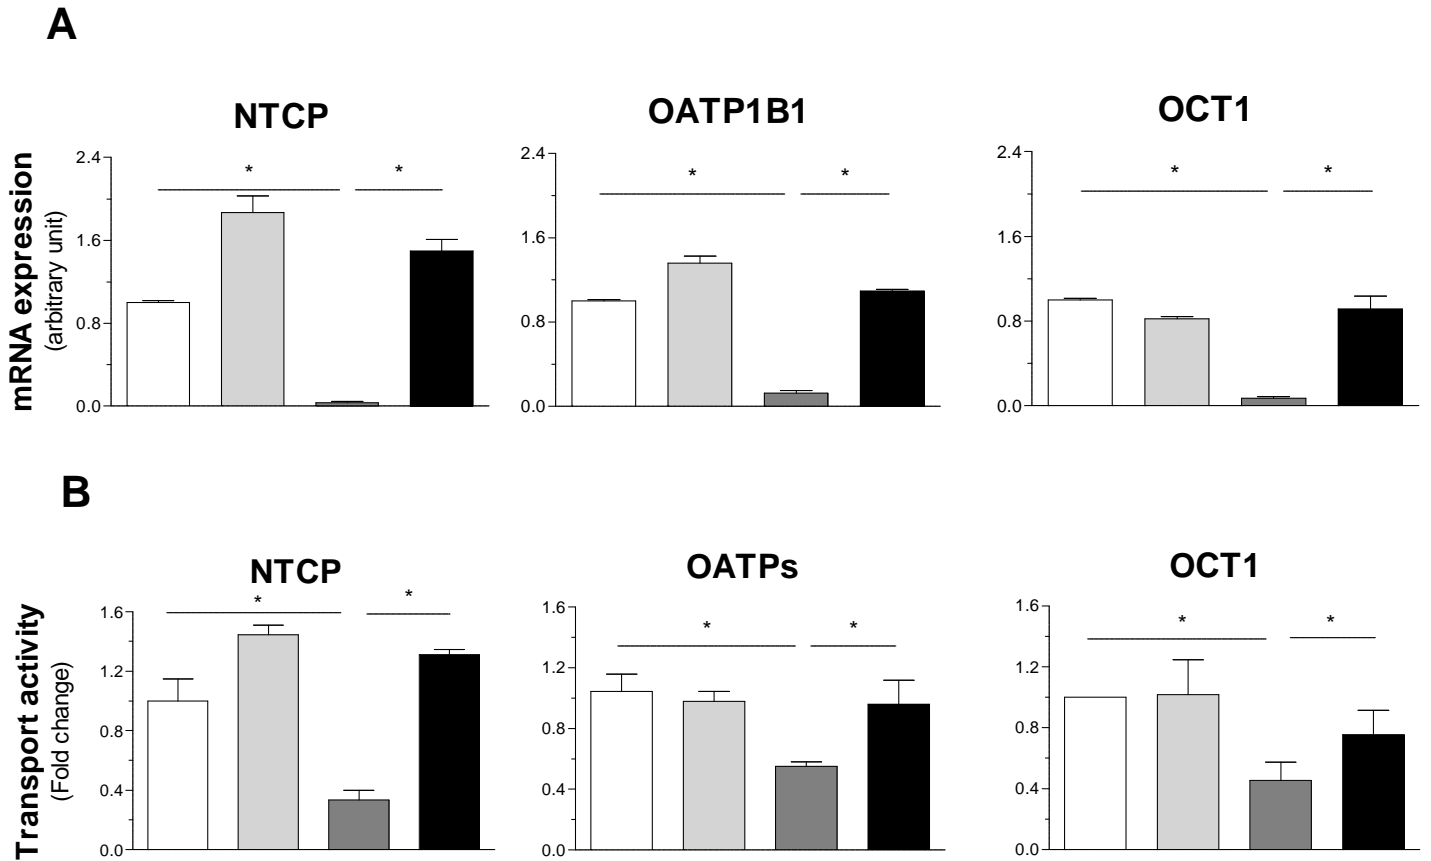 A
NTCP
OATP1B1
OCT1
mRNA expression
(arbitrary unit)
2.4
1.6
0.8
0.0
* *
2.4
1.6
0.8
0.0
* *
2.4
1.6
0.8
0.0
* *
B
NTCP
OATPs
OCT1
Transport activity
(Fold change)
1.6
1.2
0.8
0.4
0.0
* *
1.6
1.2
0.8
0.4
0.0
* *
1.6
1.2
0.8
0.4
0.0
* *